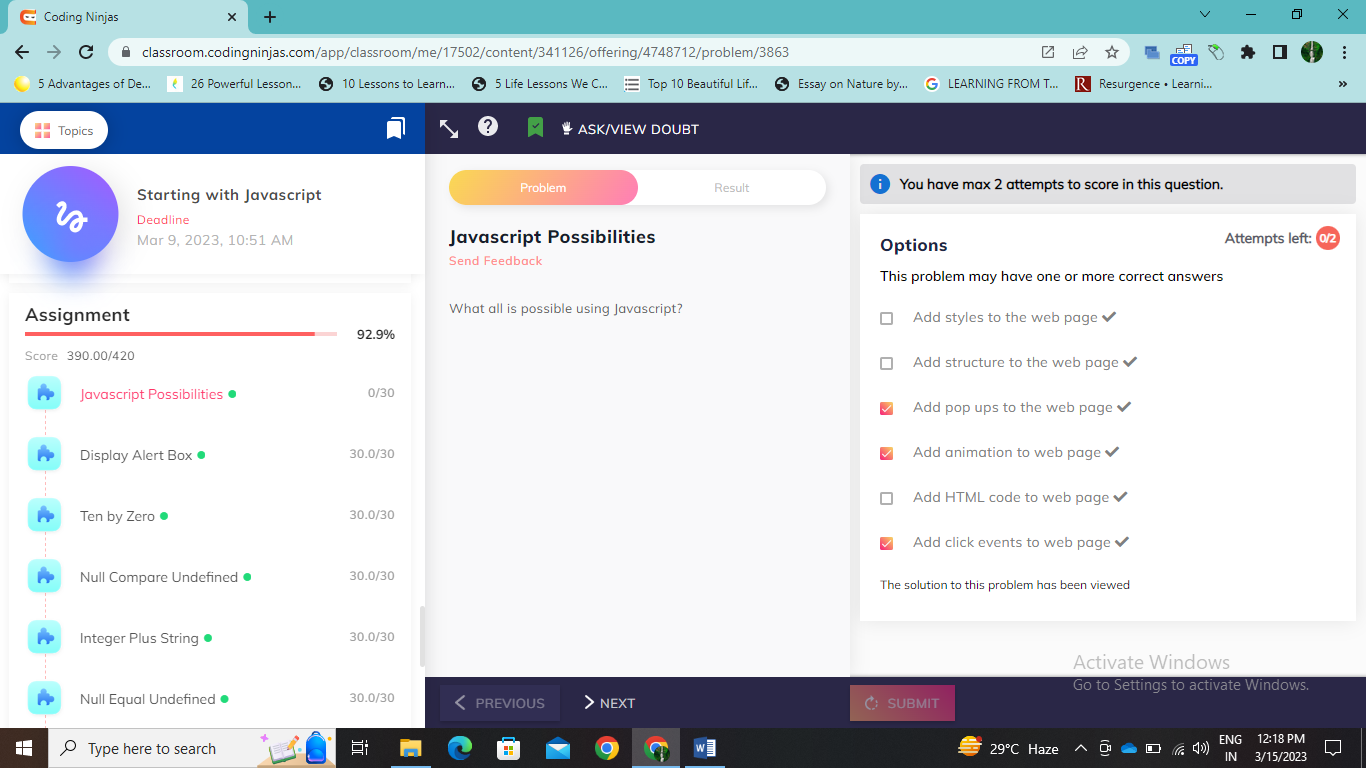 Coding Ninjas
classroom.codingninjas.com/app/classroom/me/17502/content/341126/offering/4748712/problem/3863
COPY
5 Advantages of De...
26 Powerful Lesson...
10 Lessons to Learn...
5 Life Lessons We C...
Top 10 Beautiful Lif...
Essay on Nature by...
LEARNING FROM T...
Resurgence • Learni...
»
Topics
ASK/VIEW DOUBT
Starting with Javascript
Deadline
Mar 9, 2023, 10:51 AM
Assignment
92.9%
Score 390.00/420
Javascript Possibilities 0/30
Display Alert Box 30.0/30
Ten by Zero 30.0/30
Null Compare Undefined 30.0/30
Integer Plus String 30.0/30
Null Equal Undefined 30.0/30
Problem
Result
Javascript Possibilities
Send Feedback
What all is possible using Javascript?
You have max 2 attempts to score in this question.
Options
Attempts left: 0/2
This problem may have one or more correct answers
Add styles to the web page
Add structure to the web page
Add pop ups to the web page
Add animation to web page
Add HTML code to web page
Add click events to web page
The solution to this problem has been viewed
Activate Windows
Go to Settings to activate Windows.
PREVIOUS
NEXT
SUBMIT
Type here to search
29°C Haze
ENG
IN
12:18 PM
3/15/2023